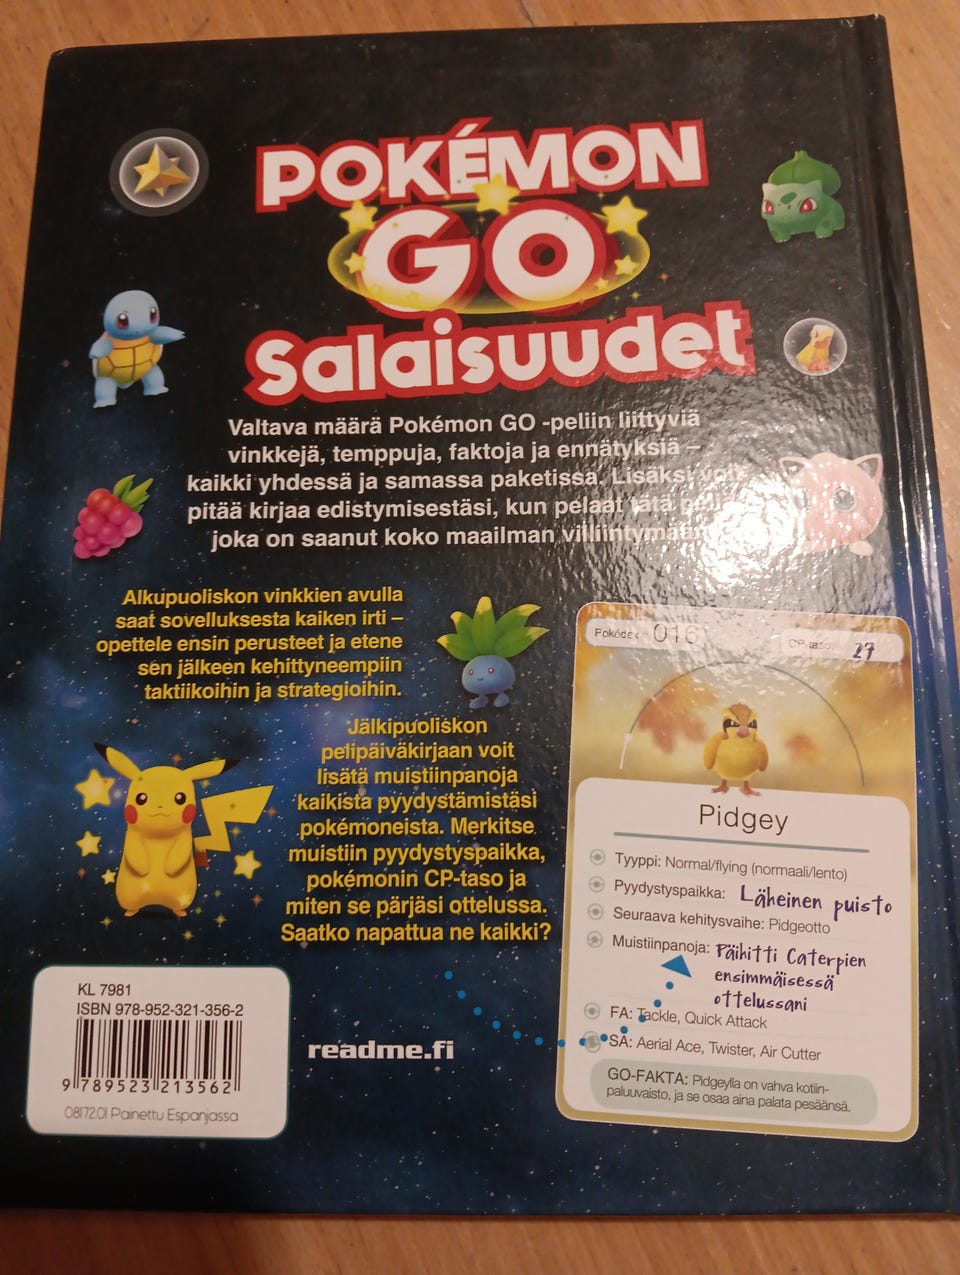 POKÉMON
GO
Salaisuudet
Valtava määrä Pokémon GO -peliin liittyviä
vinkkejä, temppuja, faktoja ja ennätyksiä –
kaikki yhdessä ja samassa paketissa. Lisäksi voit
pitää kirjaa edistymisestäsi, kun pelaat tätä
joka on saanut koko maailman villiintymään
Alkupuoliskon vinkkien avulla
saat sovelluksesta kaiken irti –
opettele ensin perusteet ja etene
sen jälkeen kehittyneempiin
taktiikoihin ja strategioihin.
Jälkipuoliskon
pelipäiväkirjaan voit
lisätä muistiinpanoja
kaikista pyydystämistäsi
pokémoneista. Merkitse
muistiin pyydystyspaikka,
pokémonin CP-taso ja
miten se pärjäsi ottelussa.
Saatko napattua ne kaikki?
Pokédex 016
CP-taso: 27
Pidgey
Tyyppi: Normal/flying (normaali/lento)
Pyydystyspaikka: Läheinen puisto
Seuraava kehitysvaihe: Pidgeotto
Muistiinpanoja: Päihitti Caterpien
ensimmäisessä
ottelussani
FA: Tackle, Quick Attack
SA: Aerial Ace, Twister, Air Cutter
GO-FAKTA: Pidgeylla on vahva kotiin-
paluuvaisto, ja se osaa aina palata pesäänsä.
KL 7981
ISBN 978-952-321-356-2
9 789523 213562
08172.01 Painettu Espanjassa
readme.fi